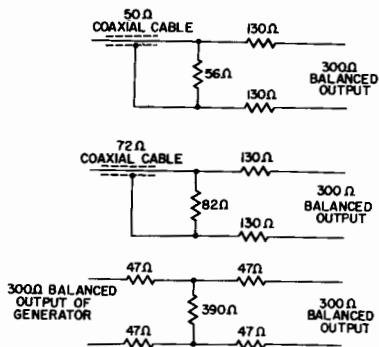 50Ω
COAXIAL CABLE
130Ω
56Ω
300Ω
BALANCED
OUTPUT
130Ω
72Ω
COAXIAL CABLE
130Ω
82Ω
300Ω
BALANCED
OUTPUT
130Ω
47Ω
47Ω
300Ω BALANCED
OUTPUT OF
GENERATOR
390Ω
300Ω
BALANCED
OUTPUT
47Ω
47Ω